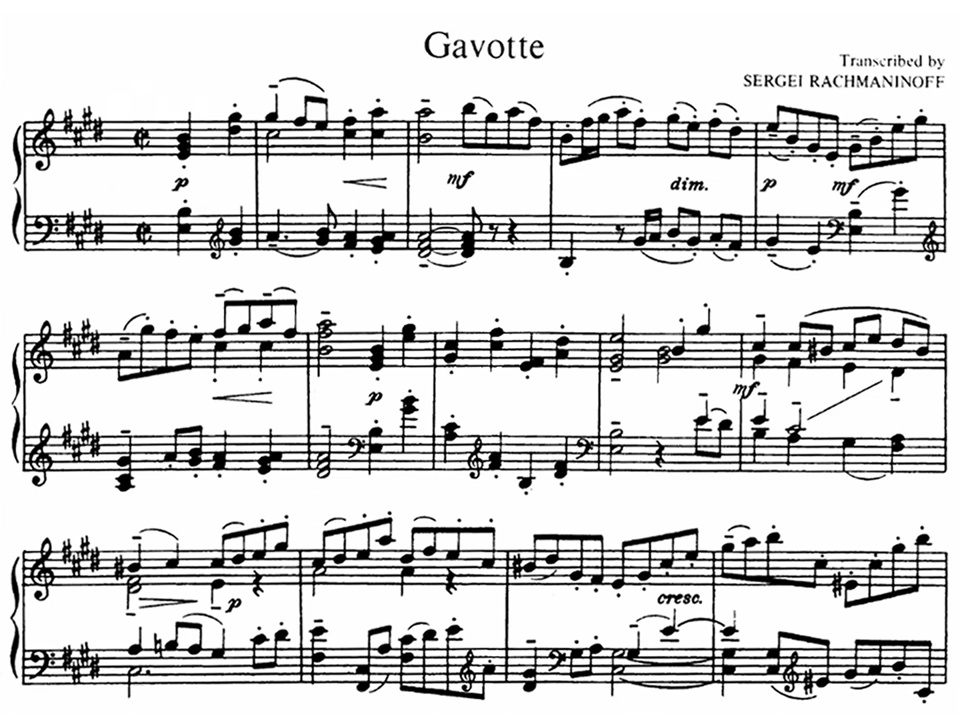 Gavotte
Transcribed by
SERGEI RACHMANINOFF
p
mf
dim.
p
mf
p
mf
p
cresc.